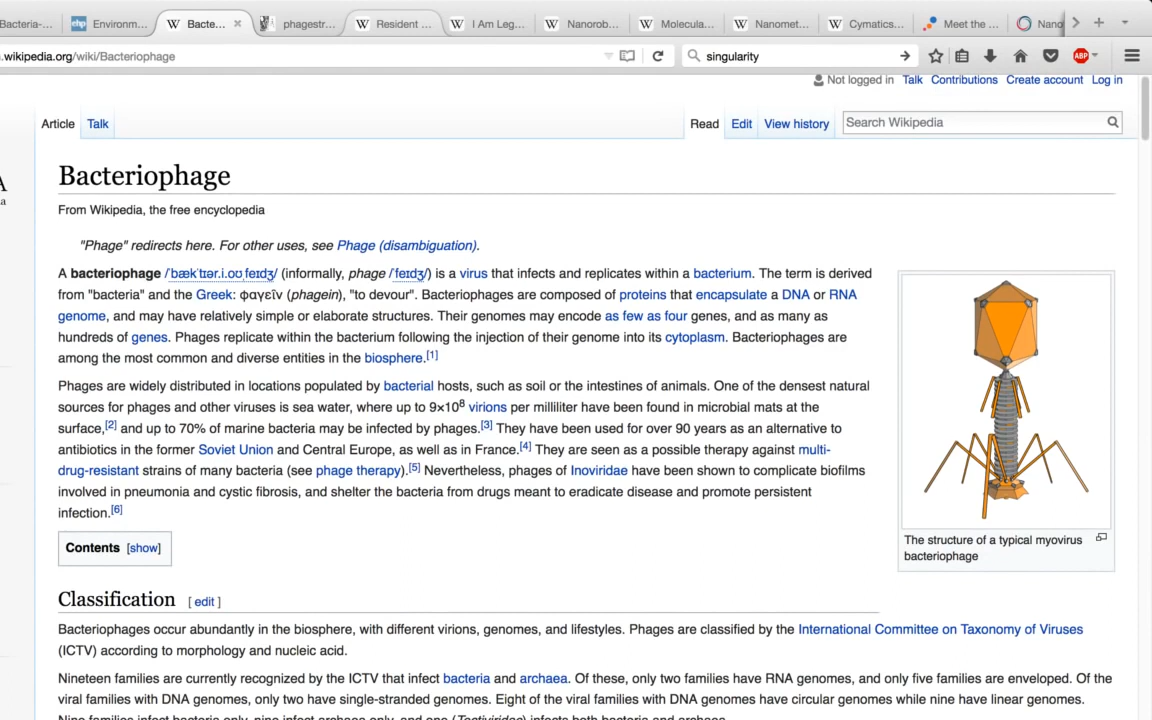 Bacteria-... Environm... Bacte... phagestr... Resident ... I Am Leg... Nanorob... Molecula... Nanomet... Cymatics... Meet the ... Nano
.wikipedia.org/wiki/Bacteriophage singularity ABP
Not logged in Talk Contributions Create account Log in
Article Talk Read Edit View history Search Wikipedia
Bacteriophage
From Wikipedia, the free encyclopedia
"Phage" redirects here. For other uses, see Phage (disambiguation).
A bacteriophage /ˈbækˈtɪər.i.oʊˌfeɪdʒ/ (informally, phage /ˈfeɪdʒ/) is a virus that infects and replicates within a bacterium. The term is derived
from "bacteria" and the Greek: φαγεῖν (phagein), "to devour". Bacteriophages are composed of proteins that encapsulate a DNA or RNA
genome, and may have relatively simple or elaborate structures. Their genomes may encode as few as four genes, and as many as
hundreds of genes. Phages replicate within the bacterium following the injection of their genome into its cytoplasm. Bacteriophages are
among the most common and diverse entities in the biosphere.[1]
Phages are widely distributed in locations populated by bacterial hosts, such as soil or the intestines of animals. One of the densest natural
sources for phages and other viruses is sea water, where up to 9×10⁸ virions per milliliter have been found in microbial mats at the
surface,[2] and up to 70% of marine bacteria may be infected by phages.[3] They have been used for over 90 years as an alternative to
antibiotics in the former Soviet Union and Central Europe, as well as in France.[4] They are seen as a possible therapy against multi-
drug-resistant strains of many bacteria (see phage therapy).[5] Nevertheless, phages of Inoviridae have been shown to complicate biofilms
involved in pneumonia and cystic fibrosis, and shelter the bacteria from drugs meant to eradicate disease and promote persistent
infection.[6]
The structure of a typical myovirus
bacteriophage
Contents [show]
Classification [ edit ]
Bacteriophages occur abundantly in the biosphere, with different virions, genomes, and lifestyles. Phages are classified by the International Committee on Taxonomy of Viruses
(ICTV) according to morphology and nucleic acid.
Nineteen families are currently recognized by the ICTV that infect bacteria and archaea. Of these, only two families have RNA genomes, and only five families are enveloped. Of the
viral families with DNA genomes, only two have single-stranded genomes. Eight of the viral families with DNA genomes have circular genomes while nine have linear genomes.
Nine families infect bacteria only, nine infect archaea only, and one (Tectiviridae) infects both bacteria and archaea.